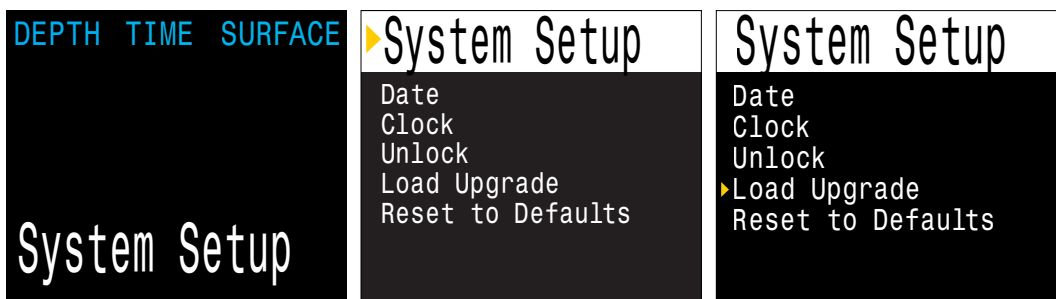 DEPTH TIME SURFACE
System Setup
System Setup
Date
Clock
Unlock
Load Upgrade
Reset to Defaults
System Setup
Date
Clock
Unlock
Load Upgrade
Reset to Defaults